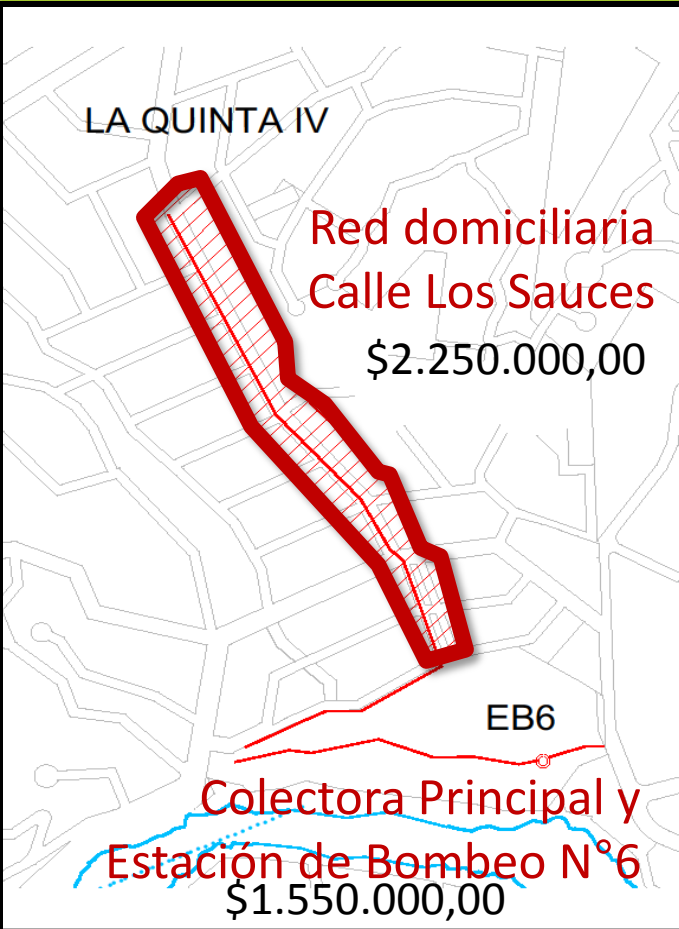 LA QUINTA IV
Red domiciliaria
Calle Los Sauces
$2.250.000,00
EB6
Colectora Principal y
Estación de Bombeo N°6
$1.550.000,00